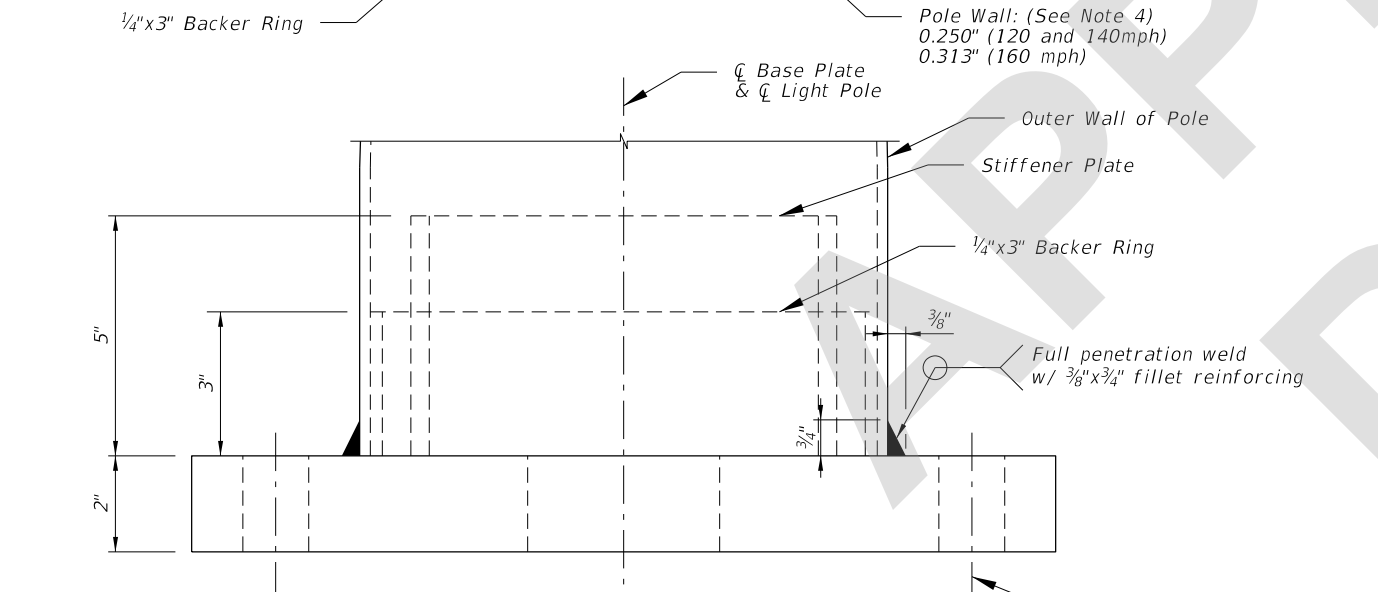 ¼"x3" Backer Ring
Pole Wall: (See Note 4)
0.250" (120 and 140mph)
0.313" (160 mph)
℄ Base Plate
& ℄ Light Pole
Outer Wall of Pole
Stiffener Plate
¼"x3" Backer Ring
⅜"
5"
3"
Full penetration weld
w/ ⅜"x¾" fillet reinforcing
¾"
2"